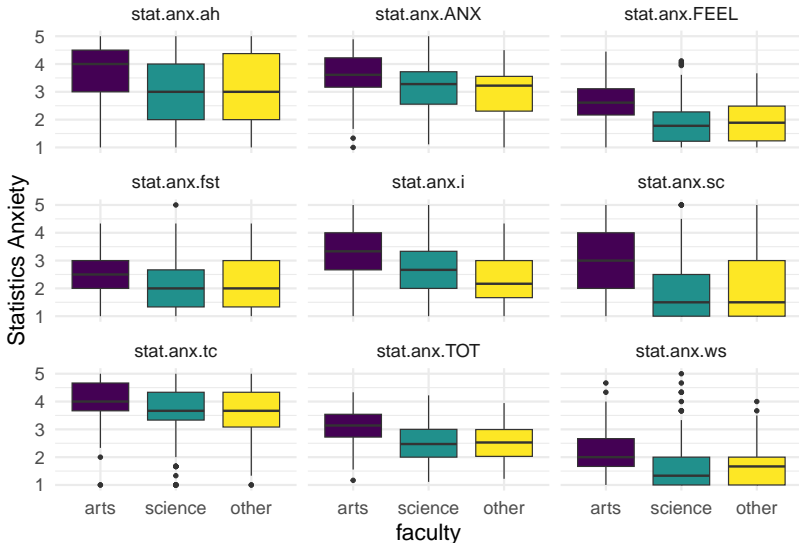 stat.anx.ah stat.anx.ANX stat.anx.FEEL
5
4
3
2
1
stat.anx.fst stat.anx.i stat.anx.sc
5
4
3
2
1
stat.anx.tc stat.anx.TOT stat.anx.ws
5
4
3
2
1
Statistics Anxiety
arts science other arts science other arts science other
faculty